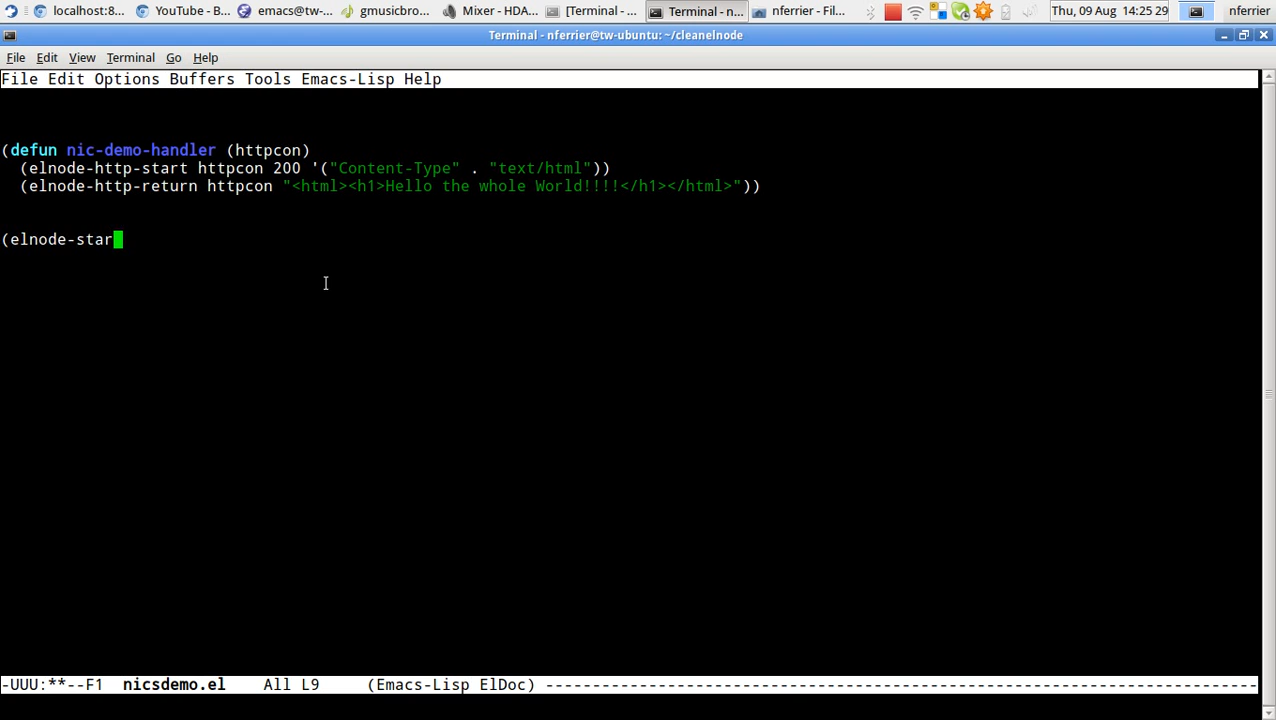 localhost:8... YouTube - B... emacs@tw-... gmusicbro... Mixer - HDA... [Terminal - ... Terminal - n... nferrier - Fil... Thu, 09 Aug 14:25 29 nferrier
Terminal - nferrier@tw-ubuntu: ~/cleanelnode
File Edit View Terminal Go Help
File Edit Options Buffers Tools Emacs-Lisp Help
(defun nic-demo-handler (httpcon)
(elnode-http-start httpcon 200 '("Content-Type" . "text/html"))
(elnode-http-return httpcon "<html><h1>Hello the whole World!!!!</h1></html>"))
(elnode-star
-UUU:**--F1 nicsdemo.el All L9 (Emacs-Lisp ElDoc) ----------------------------------------------------------------------------